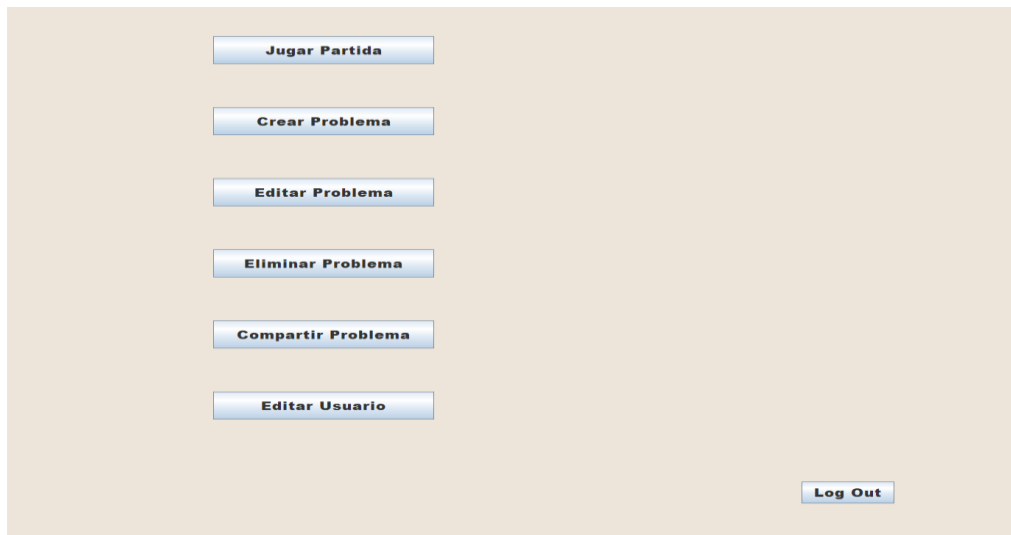 Jugar Partida
Crear Problema
Editar Problema
Eliminar Problema
Compartir Problema
Editar Usuario
Log Out